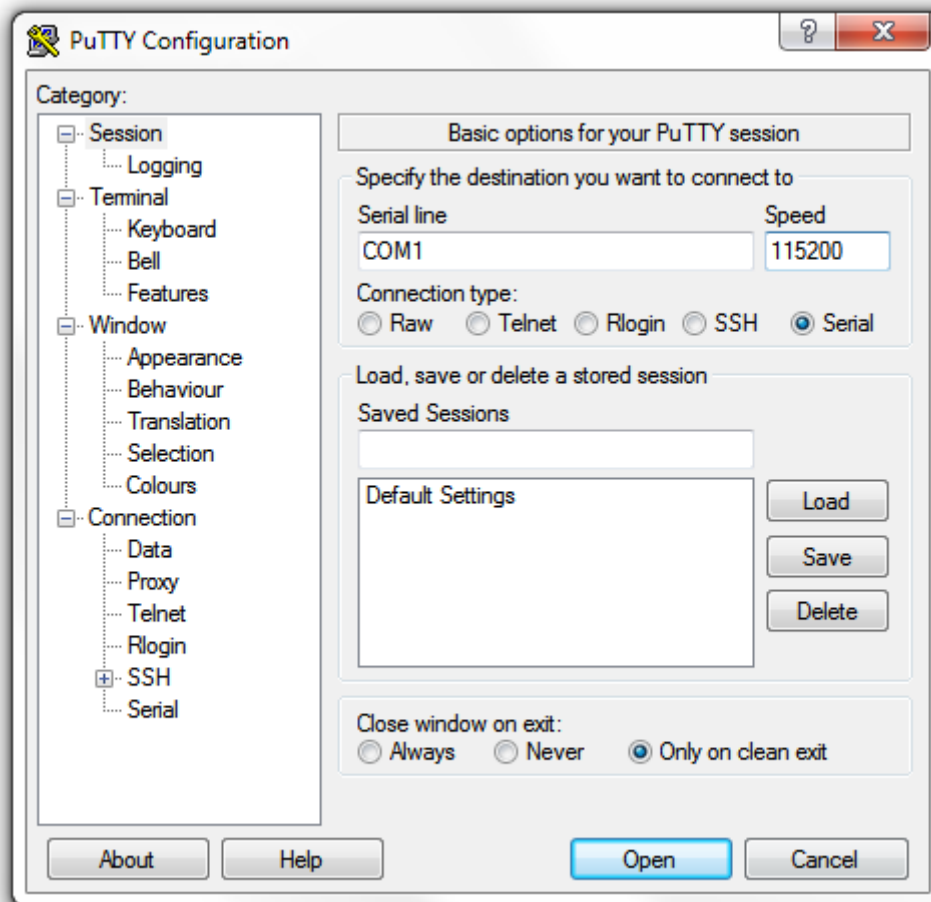 PuTTY Configuration
Category:
Session
Logging
Terminal
Keyboard
Bell
Features
Window
Appearance
Behaviour
Translation
Selection
Colours
Connection
Data
Proxy
Telnet
Rlogin
SSH
Serial
Basic options for your PuTTY session
Specify the destination you want to connect to
Serial line Speed
COM1 115200
Connection type:
Raw Telnet Rlogin SSH Serial
Load, save or delete a stored session
Saved Sessions
Default Settings
Load
Save
Delete
Close window on exit:
Always Never Only on clean exit
About Help Open Cancel